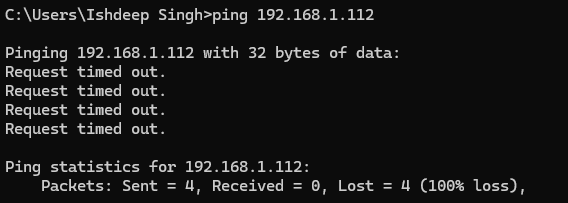 C:\Users\Ishdeep Singh>ping 192.168.1.112
Pinging 192.168.1.112 with 32 bytes of data:
Request timed out.
Request timed out.
Request timed out.
Request timed out.
Ping statistics for 192.168.1.112:
    Packets: Sent = 4, Received = 0, Lost = 4 (100% loss),